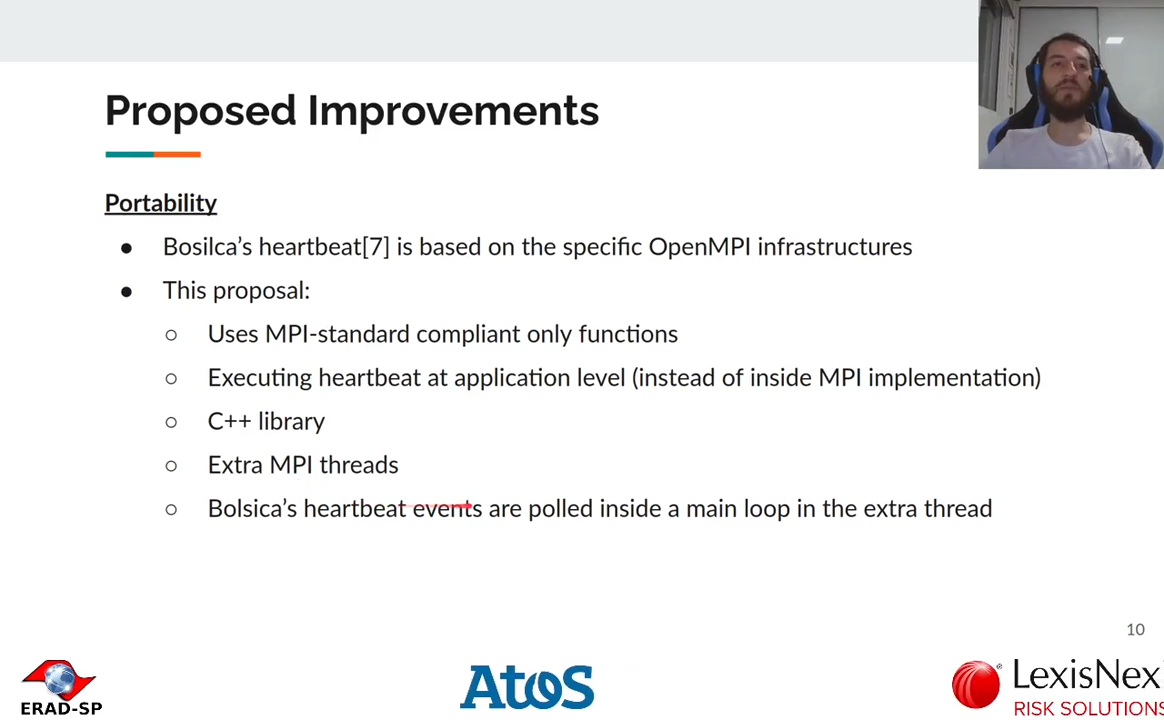 Proposed Improvements
Portability
● Bosilca's heartbeat[7] is based on the specific OpenMPI infrastructures
● This proposal:
○ Uses MPI-standard compliant only functions
○ Executing heartbeat at application level (instead of inside MPI implementation)
○ C++ library
○ Extra MPI threads
○ Bolsica's heartbeat events are polled inside a main loop in the extra thread
10
ERAD-SP
Atos
LexisNex
RISK SOLUTIONS